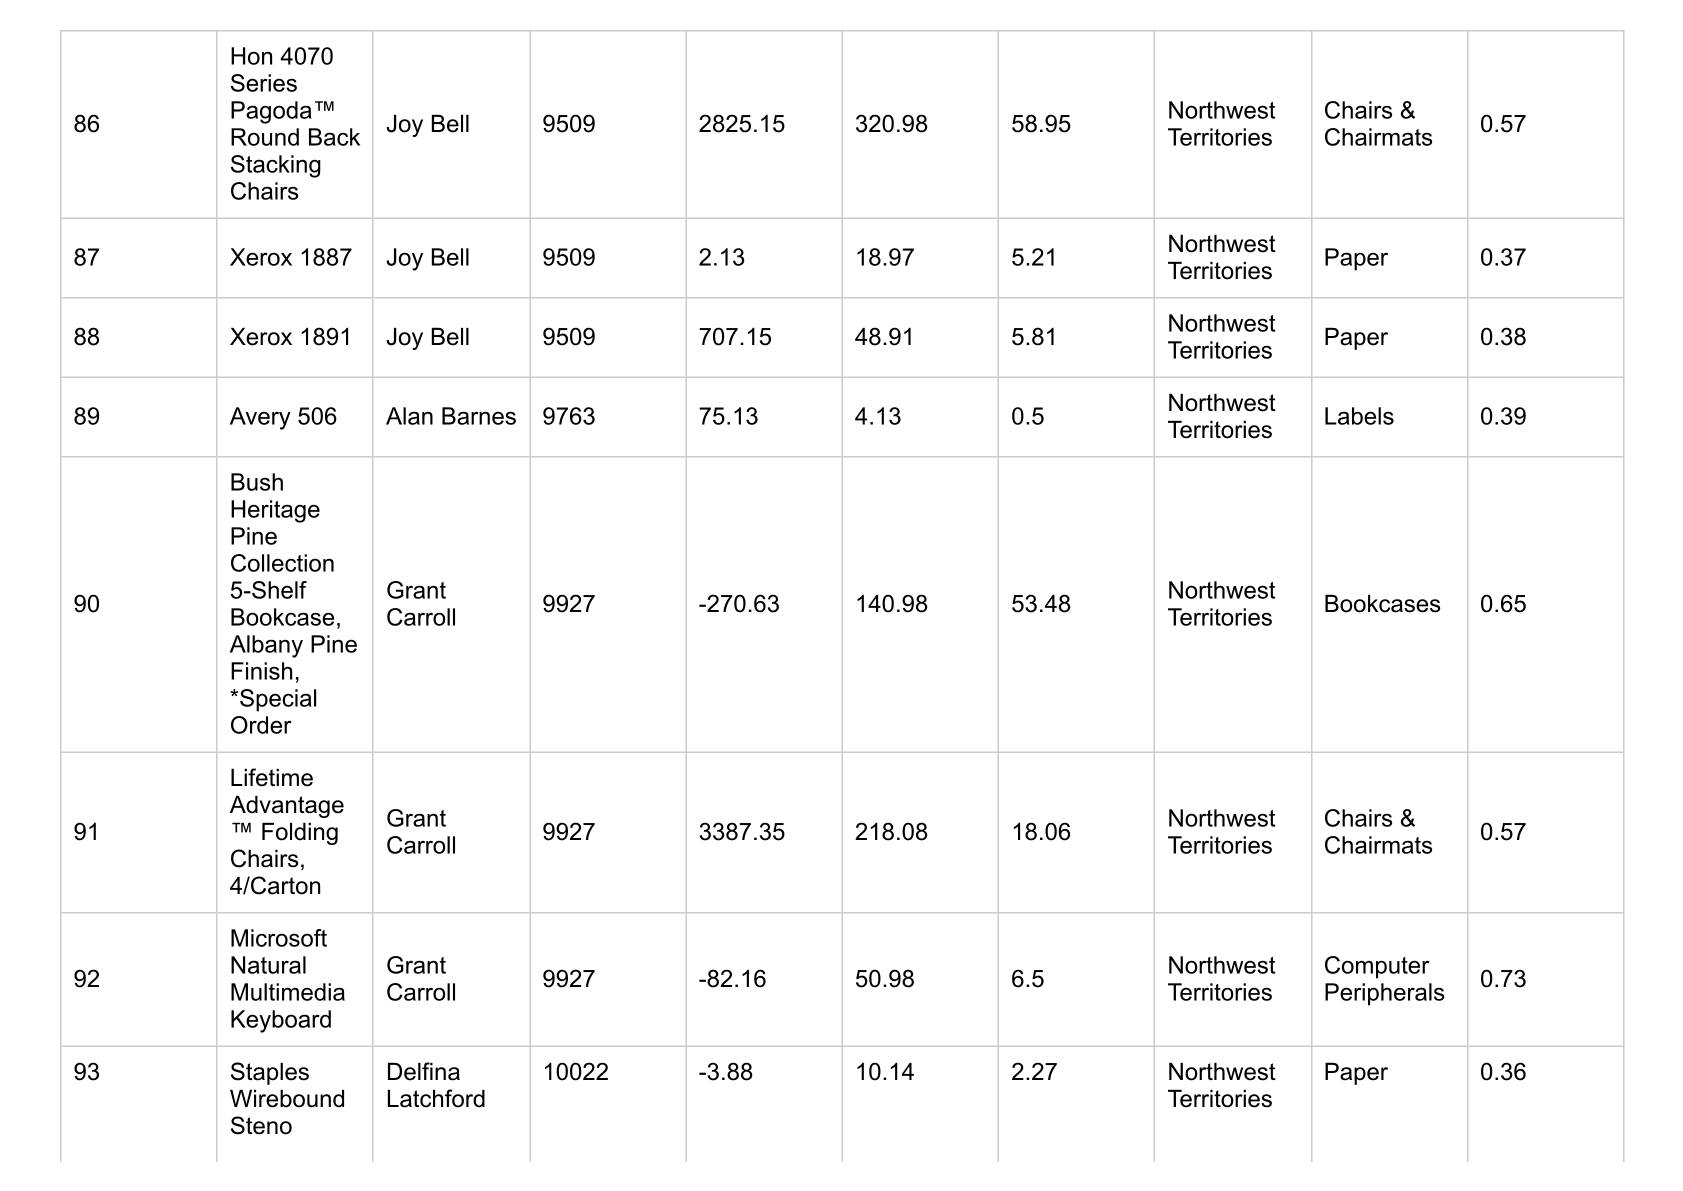 86
Hon 4070
Series
Pagoda™
Round Back
Stacking
Chairs
Joy Bell
9509
2825.15
320.98
58.95
Northwest
Territories
Chairs &
Chairmats
0.57
87
Xerox 1887
Joy Bell
9509
2.13
18.97
5.21
Northwest
Territories
Paper
0.37
88
Xerox 1891
Joy Bell
9509
707.15
48.91
5.81
Northwest
Territories
Paper
0.38
89
Avery 506
Alan Barnes
9763
75.13
4.13
0.5
Northwest
Territories
Labels
0.39
90
Bush
Heritage
Pine
Collection
5-Shelf
Bookcase,
Albany Pine
Finish,
*Special
Order
Grant
Carroll
9927
-270.63
140.98
53.48
Northwest
Territories
Bookcases
0.65
91
Lifetime
Advantage
™ Folding
Chairs,
4/Carton
Grant
Carroll
9927
3387.35
218.08
18.06
Northwest
Territories
Chairs &
Chairmats
0.57
92
Microsoft
Natural
Multimedia
Keyboard
Grant
Carroll
9927
-82.16
50.98
6.5
Northwest
Territories
Computer
Peripherals
0.73
93
Staples
Wirebound
Steno
Delfina
Latchford
10022
-3.88
10.14
2.27
Northwest
Territories
Paper
0.36